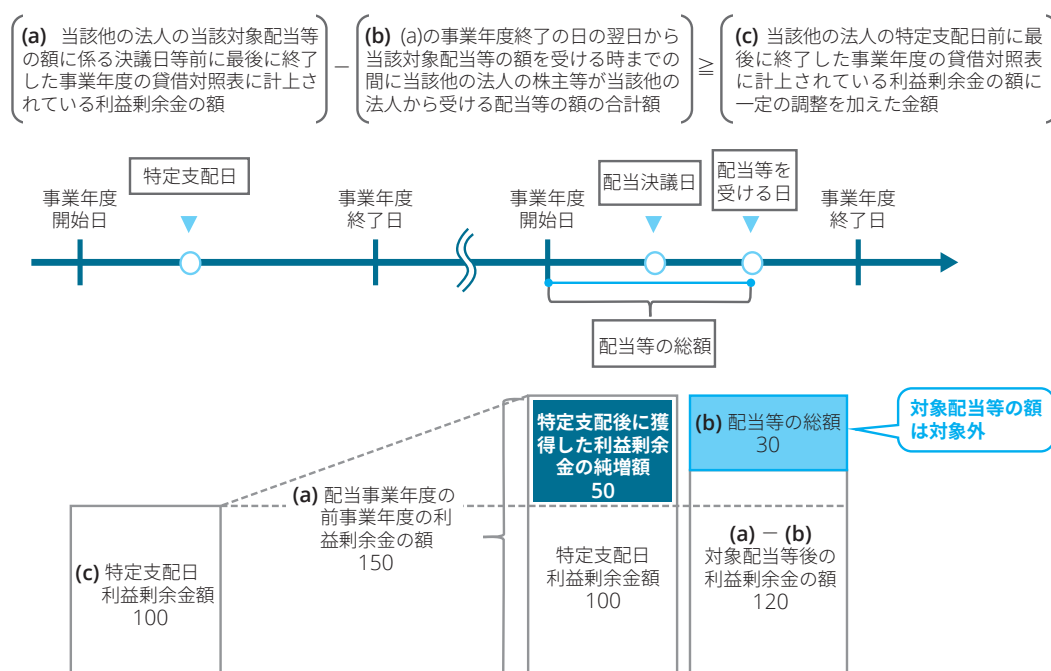 (a) 当該他の法人の当該対象配当等
の額に係る決議日等前に最後に終了
した事業年度の貸借対照表に計上さ
れている利益剰余金の額
－
(b) (a)の事業年度終了の日の翌日から
当該対象配当等の額を受ける時までの
間に当該他の法人の株主等が当該他の
法人から受ける配当等の額の合計額
≧
(c) 当該他の法人の特定支配日前に最
後に終了した事業年度の貸借対照表
に計上されている利益剰余金の額に
一定の調整を加えた金額
事業年度
開始日
特定支配日
事業年度
終了日
事業年度
開始日
配当決議日
配当等を
受ける日
事業年度
終了日
配当等の総額
(c) 特定支配日
利益剰余金額
100
(a) 配当事業年度の
前事業年度の利
益剰余金の額
150
特定支配後に獲
得した利益剰余
金の純増額
50
特定支配日
利益剰余金額
100
(b) 配当等の総額
30
(a) － (b)
対象配当等後の
利益剰余金の額
120
対象配当等の額
は対象外